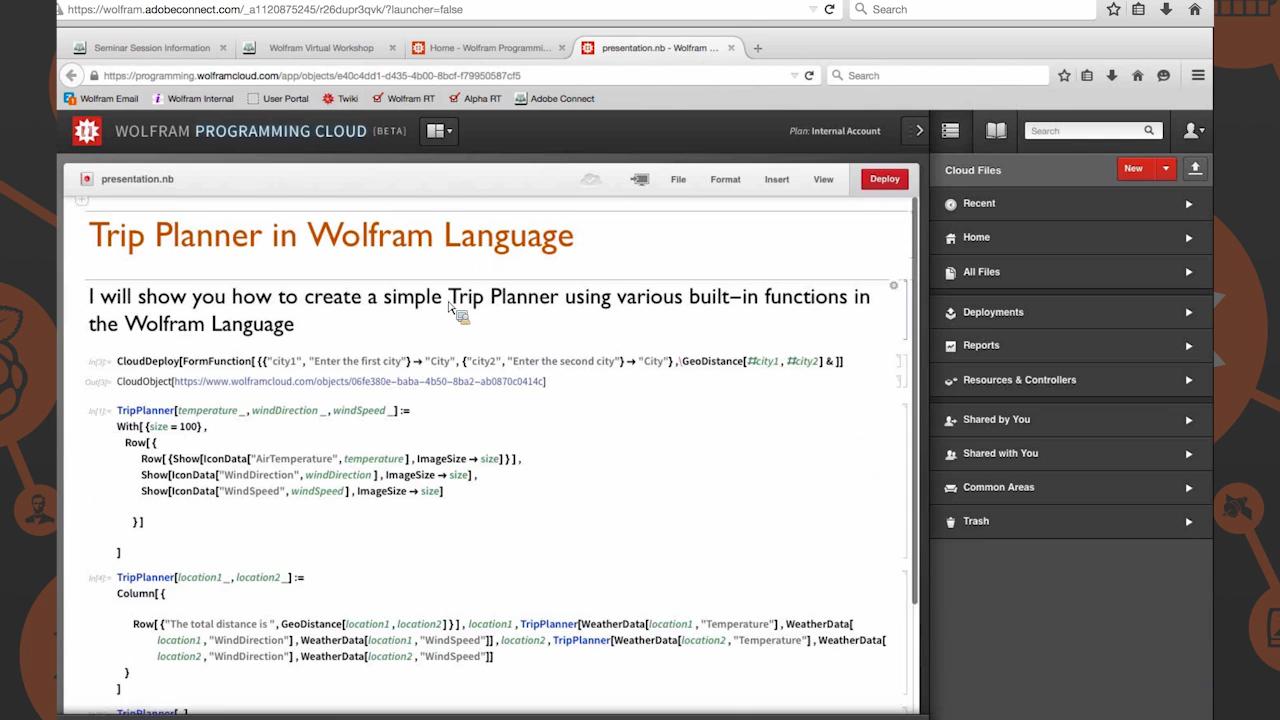 https://wolfram.adobeconnect.com/_a1120875245/r26dupr3qvk/?launcher=false
Search
Seminar Session Information
Wolfram Virtual Workshop
Home - Wolfram Programmi...
presentation.nb - Wolfram ...
https://programming.wolframcloud.com/app/objects/e40c4dd1-d435-4b00-8bcf-f79950587cf5
Search
Wolfram Email
Wolfram Internal
User Portal
Twiki
Wolfram RT
Alpha RT
Adobe Connect
WOLFRAM PROGRAMMING CLOUD [BETA]
Plan: Internal Account
Search
presentation.nb
File
Format
Insert
View
Deploy
Cloud Files
New
Recent
Home
All Files
Deployments
Reports
Resources & Controllers
Shared by You
Shared with You
Common Areas
Trash
Trip Planner in Wolfram Language
I will show you how to create a simple Trip Planner using various built-in functions in
the Wolfram Language
In[3]:= CloudDeploy[FormFunction[ {{"city1", "Enter the first city"} → "City", {"city2", "Enter the second city"} → "City"} ,\GeoDistance[#city1 , #city2] & ]]
Out[3]= CloudObject[https://www.wolframcloud.com/objects/06fe380e-baba-4b50-8ba2-ab0870c0414c]
In[1]:= TripPlanner[temperature_ , windDirection_ , windSpeed_] :=
With[ {size = 100} ,
Row[ {
Row[ {Show[IconData["AirTemperature", temperature] , ImageSize → size] } ] ,
Show[IconData["WindDirection", windDirection] , ImageSize → size] ,
Show[IconData["WindSpeed", windSpeed] , ImageSize → size]
} ]
]
In[4]:= TripPlanner[location1_ , location2_] :=
Column[ {
Row[ {"The total distance is ", GeoDistance[location1 , location2] } ] , location1 , TripPlanner[WeatherData[location1 , "Temperature"] , WeatherData[
location1 , "WindDirection"] , WeatherData[location1 , "WindSpeed"]] , location2 , TripPlanner[WeatherData[location2 , "Temperature"] , WeatherData[
location2 , "WindDirection"] , WeatherData[location2 , "WindSpeed"]]
}
]